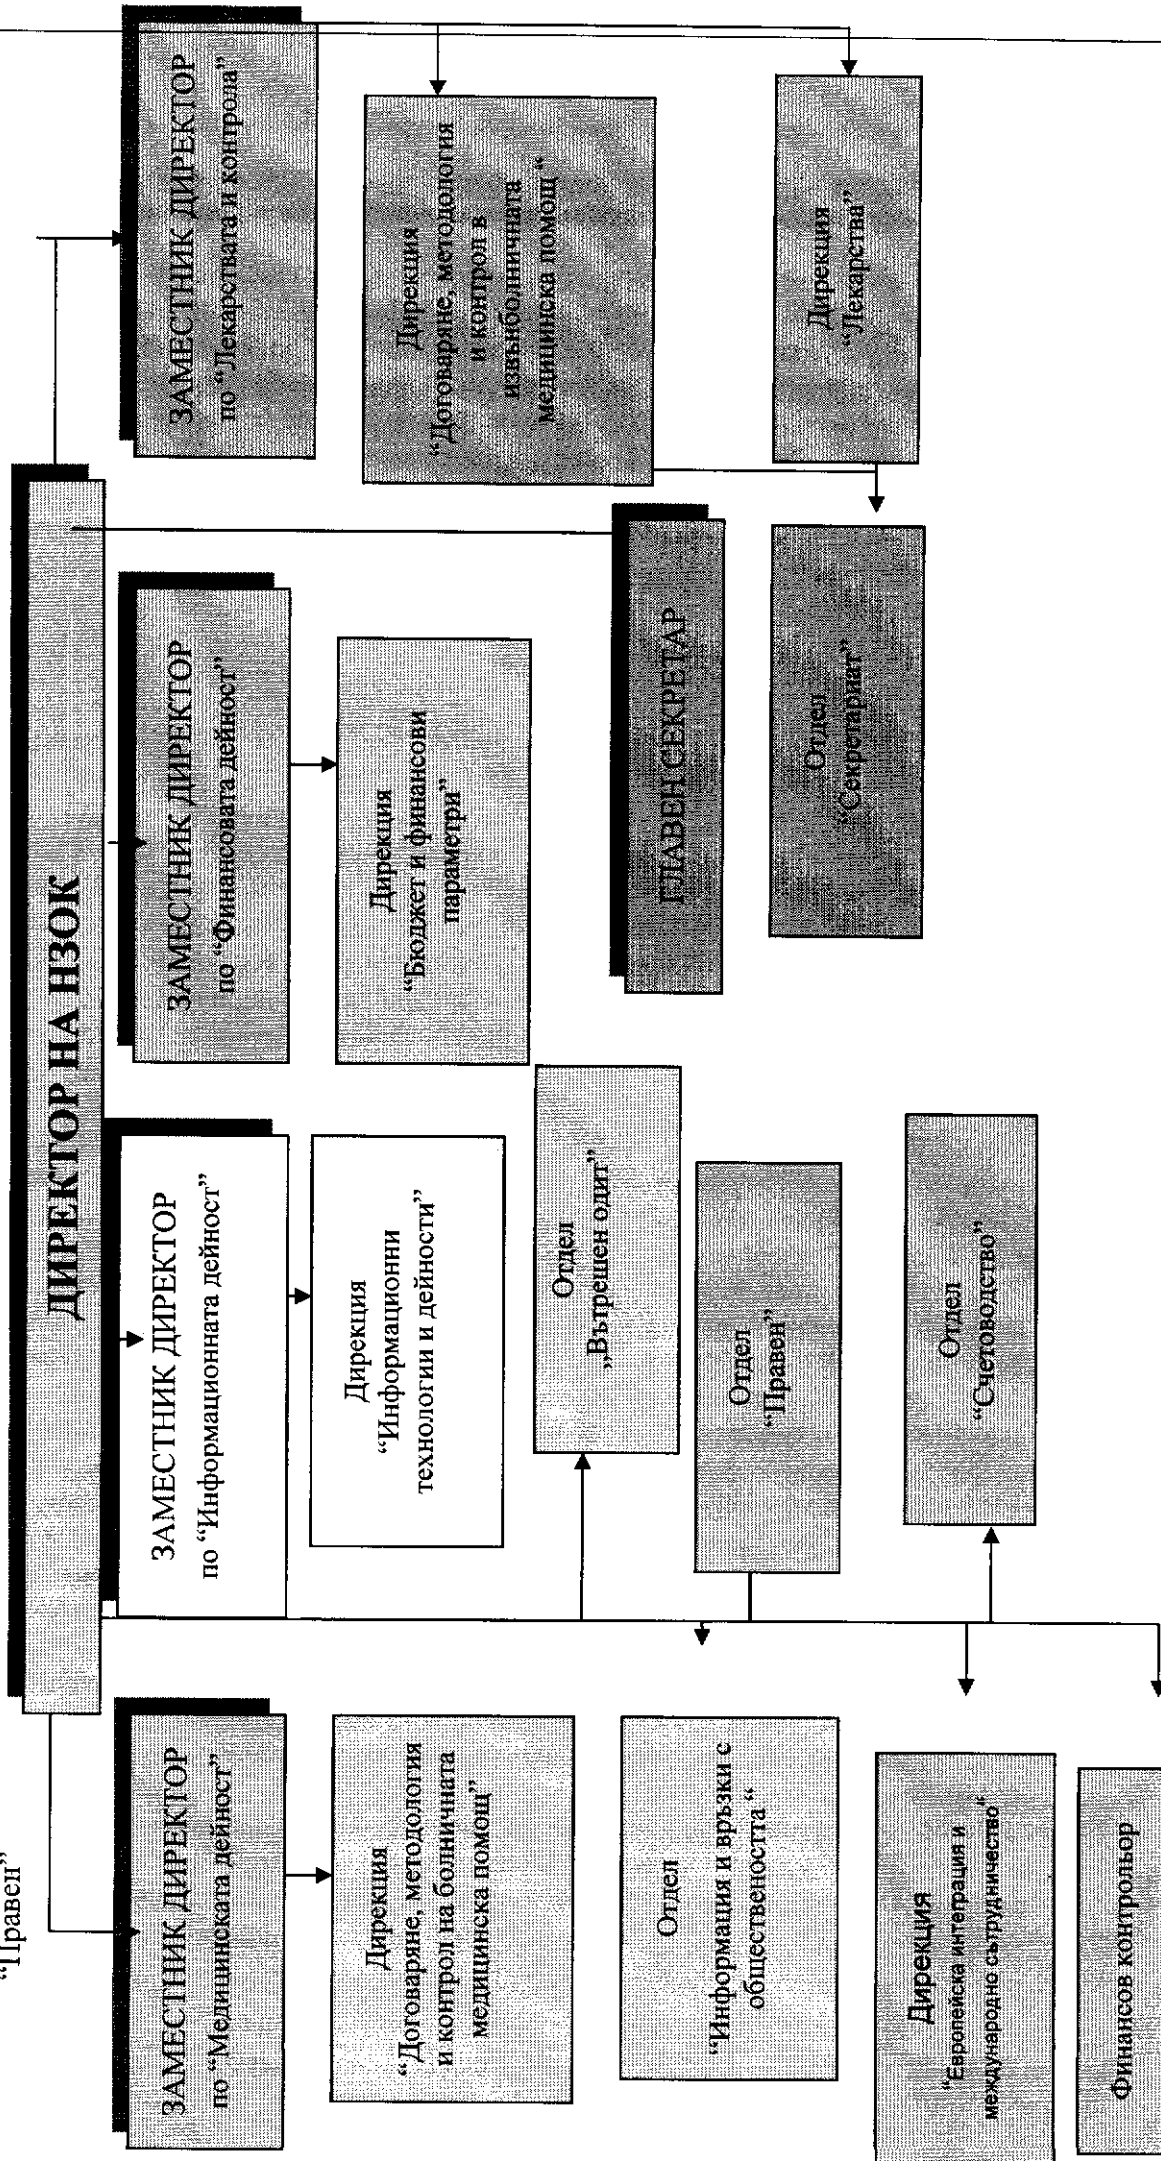 “Правен”
ДИРЕКТОР НА НЗОК
ЗАМЕСТНИК ДИРЕКТОР
по “Медицинската дейност”
ЗАМЕСТНИК ДИРЕКТОР
по “Информационната дейност”
ЗАМЕСТНИК ДИРЕКТОР
по “Финансовата дейност”
ЗАМЕСТНИК ДИРЕКТОР
по “Лекарствата и контрола”
Дирекция
“Договаряне, методология
и контрол на болничната
медицинска помощ”
Дирекция
“Информационни
технологии и дейности”
Дирекция
“Бюджет и финансови
параметри”
Дирекция
“Договаряне, методология
и контрол в
извънболничната
медицинска помощ“
Отдел
“Информация и връзки с
обществеността “
Отдел
„Вътрешен одит”
ГЛАВЕН СЕКРЕТАР
Отдел
“Правен”
Отдел
“Секретариат”
Дирекция
“Лекарства”
Дирекция
“Европейска интеграция и
международно сътрудничество“
Отдел
“Счетоводство”
Финансов контрольор